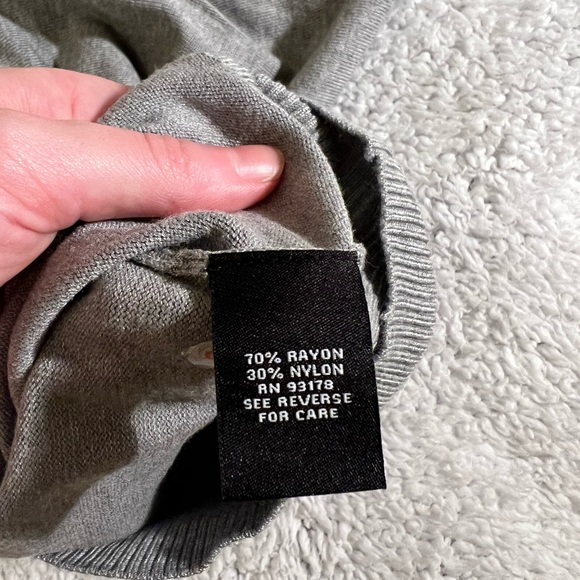 70% RAYON
30% NYLON
RN 93178
SEE REVERSE
FOR CARE